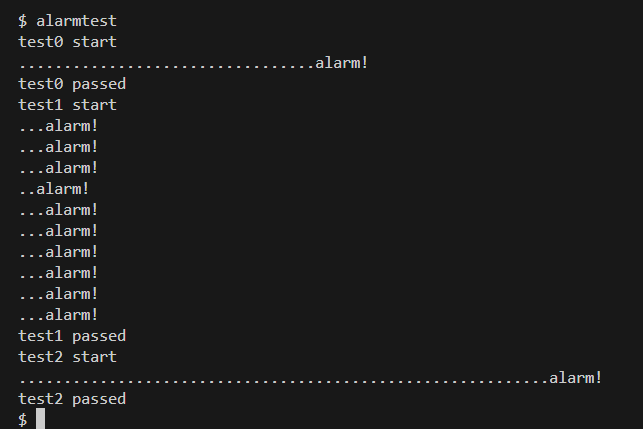 $ alarmtest
test0 start
.................................alarm!
test0 passed
test1 start
...alarm!
...alarm!
...alarm!
..alarm!
...alarm!
...alarm!
...alarm!
...alarm!
...alarm!
...alarm!
test1 passed
test2 start
...........................................................alarm!
test2 passed
$